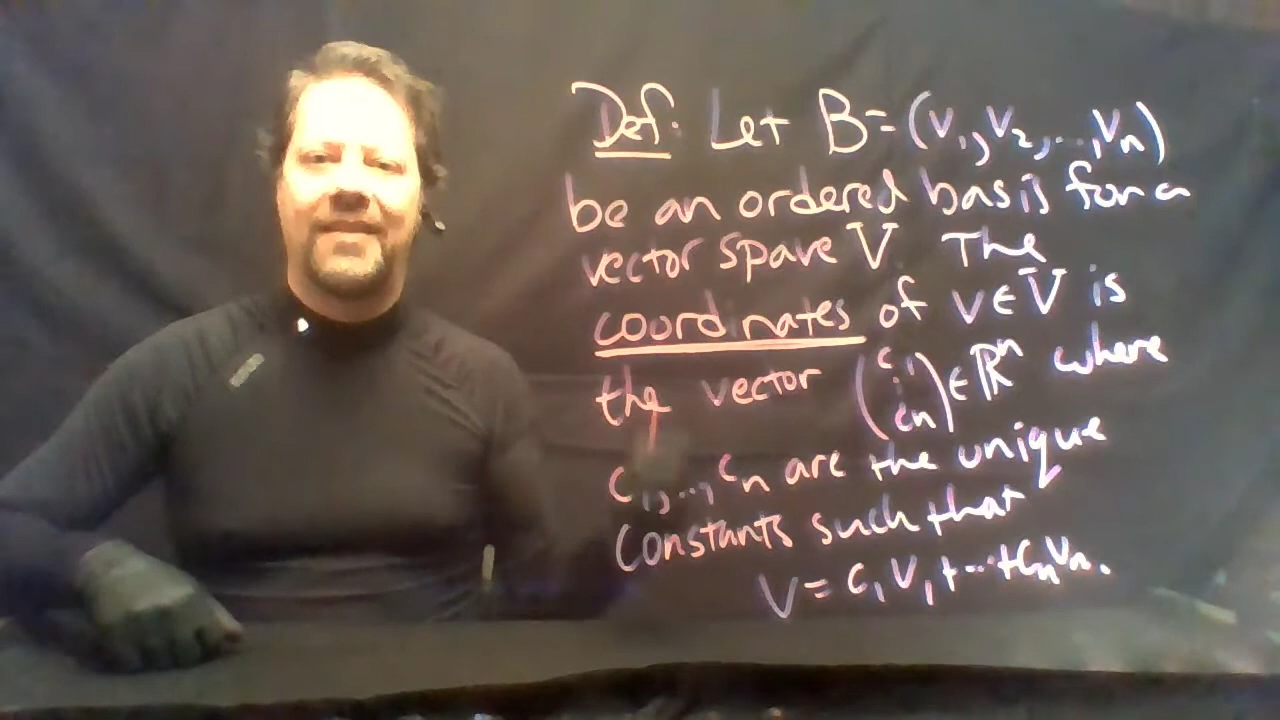 Def. Let B = (v₁, v₂, ..., vₙ)
be an ordered basis for a
vector spave V. The
coordinates of v ∈ V is
the vector (c₁ ⋮ cₙ) ∈ ℝⁿ where
c₁, ..., cₙ are the unique
constants such that
v = c₁v₁ + ... + cₙvₙ.